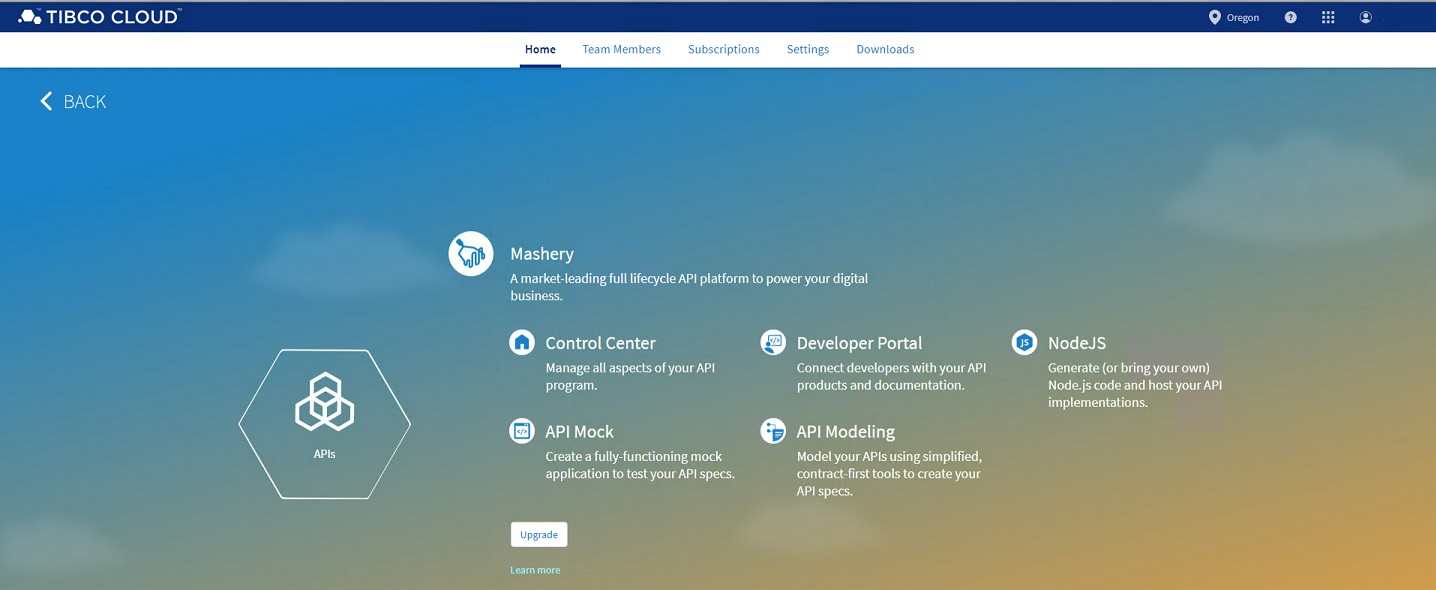 TIBCO CLOUD™
Oregon
?
Home Team Members Subscriptions Settings Downloads
BACK
Mashery
A market-leading full lifecycle API platform to power your digital
business.
Control Center
Manage all aspects of your API
program.
</>
Developer Portal
Connect developers with your API
products and documentation.
JS
NodeJS
Generate (or bring your own)
Node.js code and host your API
implementations.
APIs
</>
API Mock
Create a fully-functioning mock
application to test your API specs.
API Modeling
Model your APIs using simplified,
contract-first tools to create your
API specs.
Upgrade
Learn more